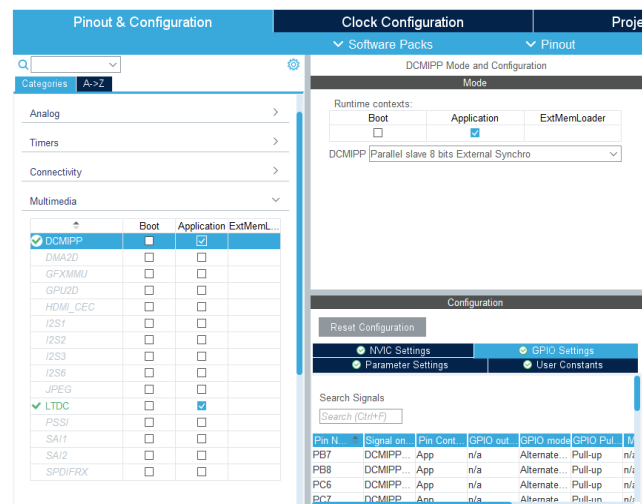 Pinout & Configuration
Clock Configuration
Proje
Software Packs
Pinout
Categories
A->Z
Analog
Timers
Connectivity
Multimedia
Boot Application ExtMemL...
DCMIPP
DMA2D
GFXMMU
GPU2D
HDMI_CEC
I2S1
I2S2
I2S3
I2S6
JPEG
LTDC
PSSI
SAI1
SAI2
SPDIFRX
DCMIPP Mode and Configuration
Mode
Runtime contexts:
Boot Application ExtMemLoader
DCMIPP Parallel slave 8 bits External Synchro
Configuration
Reset Configuration
NVIC Settings
GPIO Settings
Parameter Settings
User Constants
Search Signals
Search (Ctrl+F)
Pin N... Signal on... Pin Cont... GPIO out... GPIO mode GPIO Pul... M
PB7 DCMIPP... App n/a Alternate... Pull-up n/a
PB8 DCMIPP... App n/a Alternate... Pull-up n/a
PC6 DCMIPP... App n/a Alternate... Pull-up n/a
PC7 DCMIPP... App n/a Alternate... Pull-up n/a